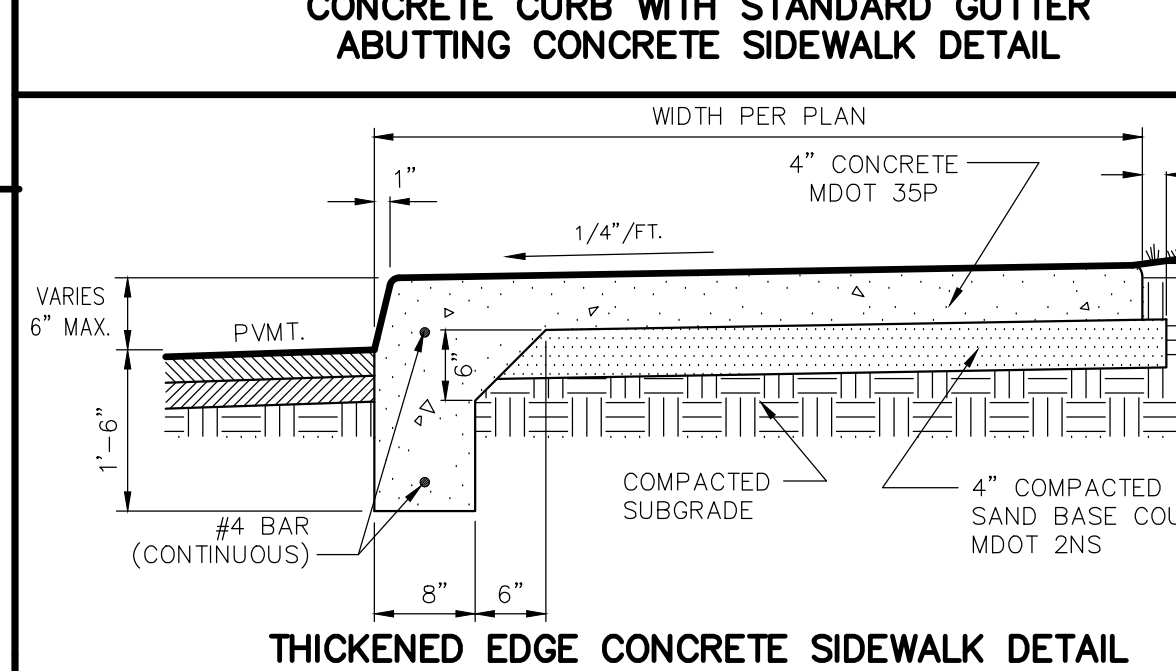 CONCRETE CURB WITH STANDARD GUTTER
ABUTTING CONCRETE SIDEWALK DETAIL
WIDTH PER PLAN
4" CONCRETE
MDOT 35P
1"
1/4"/FT.
VARIES
6" MAX.
PVMT.
6"
1'-6"
COMPACTED
SUBGRADE
4" COMPACTED
SAND BASE
MDOT 2NS
#4 BAR
(CONTINUOUS)
8"
6"
THICKENED EDGE CONCRETE SIDEWALK DETAIL